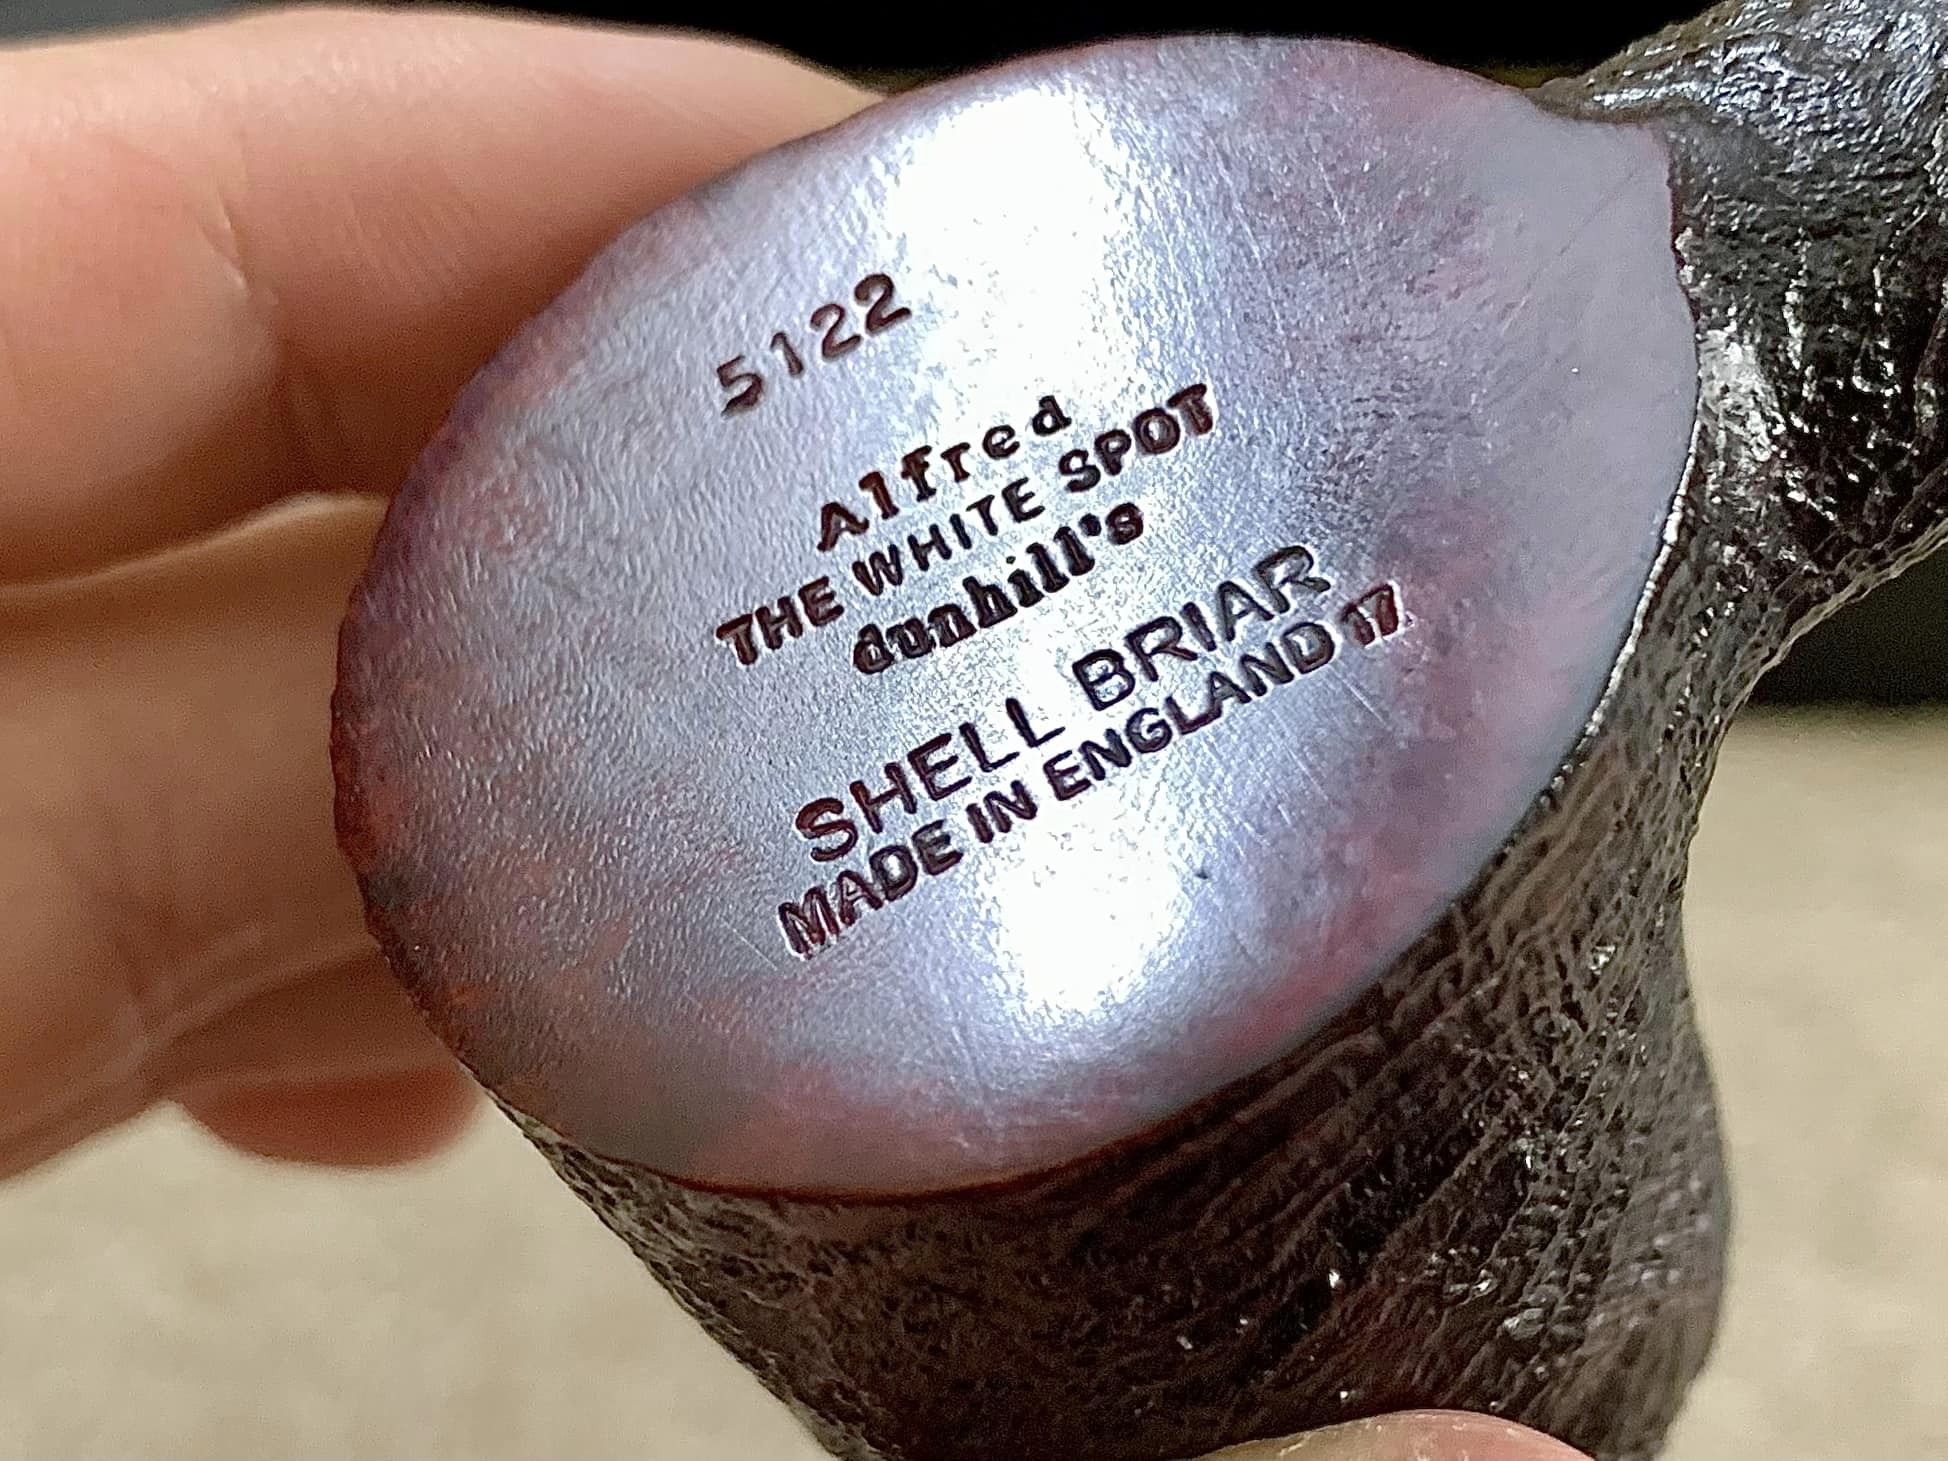 5122
Alfred
THE WHITE SPOT
dunhill's
SHELL BRIAR
MADE IN ENGLAND 17